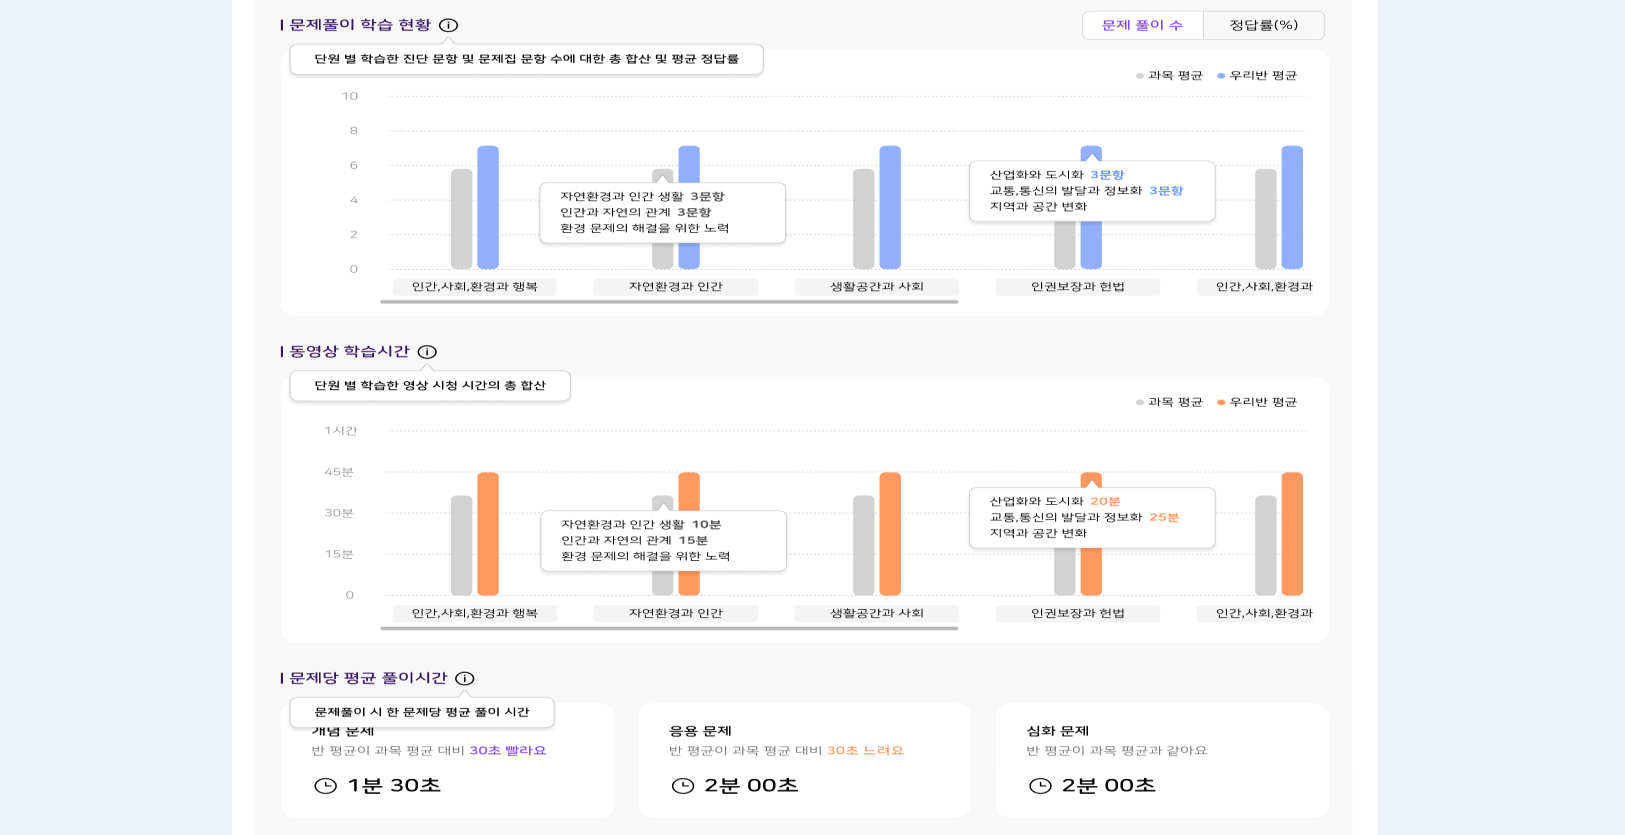 문제풀이 학습 현황
문제 풀이 수
정답률(%)
단원 별 학습한 진단 문항 및 문제집 문항 수에 대한 총 합산 및 평균 정답률
과목 평균
우리반 평균
10
8
6
4
2
0
자연환경과 인간 생활 3문항
인간과 자연의 관계 3문항
환경 문제의 해결을 위한 노력
산업화와 도시화 3문항
교통,통신의 발달과 정보화 3문항
지역과 공간 변화
인간,사회,환경과 행복
자연환경과 인간
생활공간과 사회
인권보장과 헌법
인간,사회,환경과
동영상 학습시간
단원 별 학습한 영상 시청 시간의 총 합산
과목 평균
우리반 평균
1시간
45분
30분
15분
0
자연환경과 인간 생활 10분
인간과 자연의 관계 15분
환경 문제의 해결을 위한 노력
산업화와 도시화 20분
교통,통신의 발달과 정보화 25분
지역과 공간 변화
인간,사회,환경과 행복
자연환경과 인간
생활공간과 사회
인권보장과 헌법
인간,사회,환경과
문제당 평균 풀이시간
문제풀이 시 한 문제당 평균 풀이 시간
개념 문제
반 평균이 과목 평균 대비 30초 빨라요
1분 30초
응용 문제
반 평균이 과목 평균 대비 30초 느려요
2분 00초
심화 문제
반 평균이 과목 평균과 같아요
2분 00초